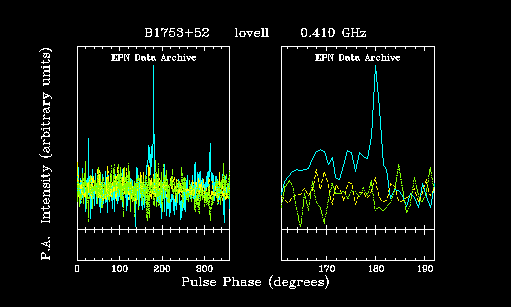 B1753+52 lovell 0.410 GHz
EPN Data Archive EPN Data Archive
P.A. Intensity (arbitrary units)
0 100 200 300 170 180 190
Pulse Phase (degrees)